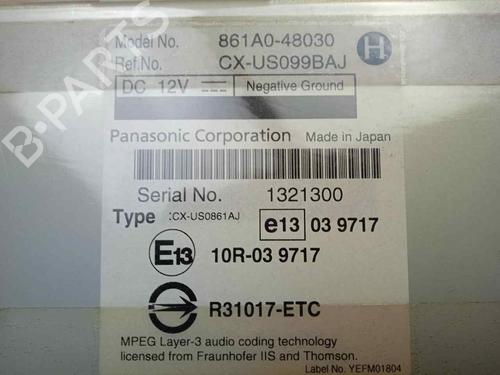 Model No. 861A0-48030 H
Ref.No. CX-US099BAJ
DC 12V Negative Ground
Panasonic Corporation Made in Japan
Serial No. 1321300
Type :CX-US0861AJ e13 03 9717
E13 10R-03 9717
R31017-ETC
MPEG Layer-3 audio coding technology
licensed from Fraunhofer IIS and Thomson.
Label No. YEFM01804